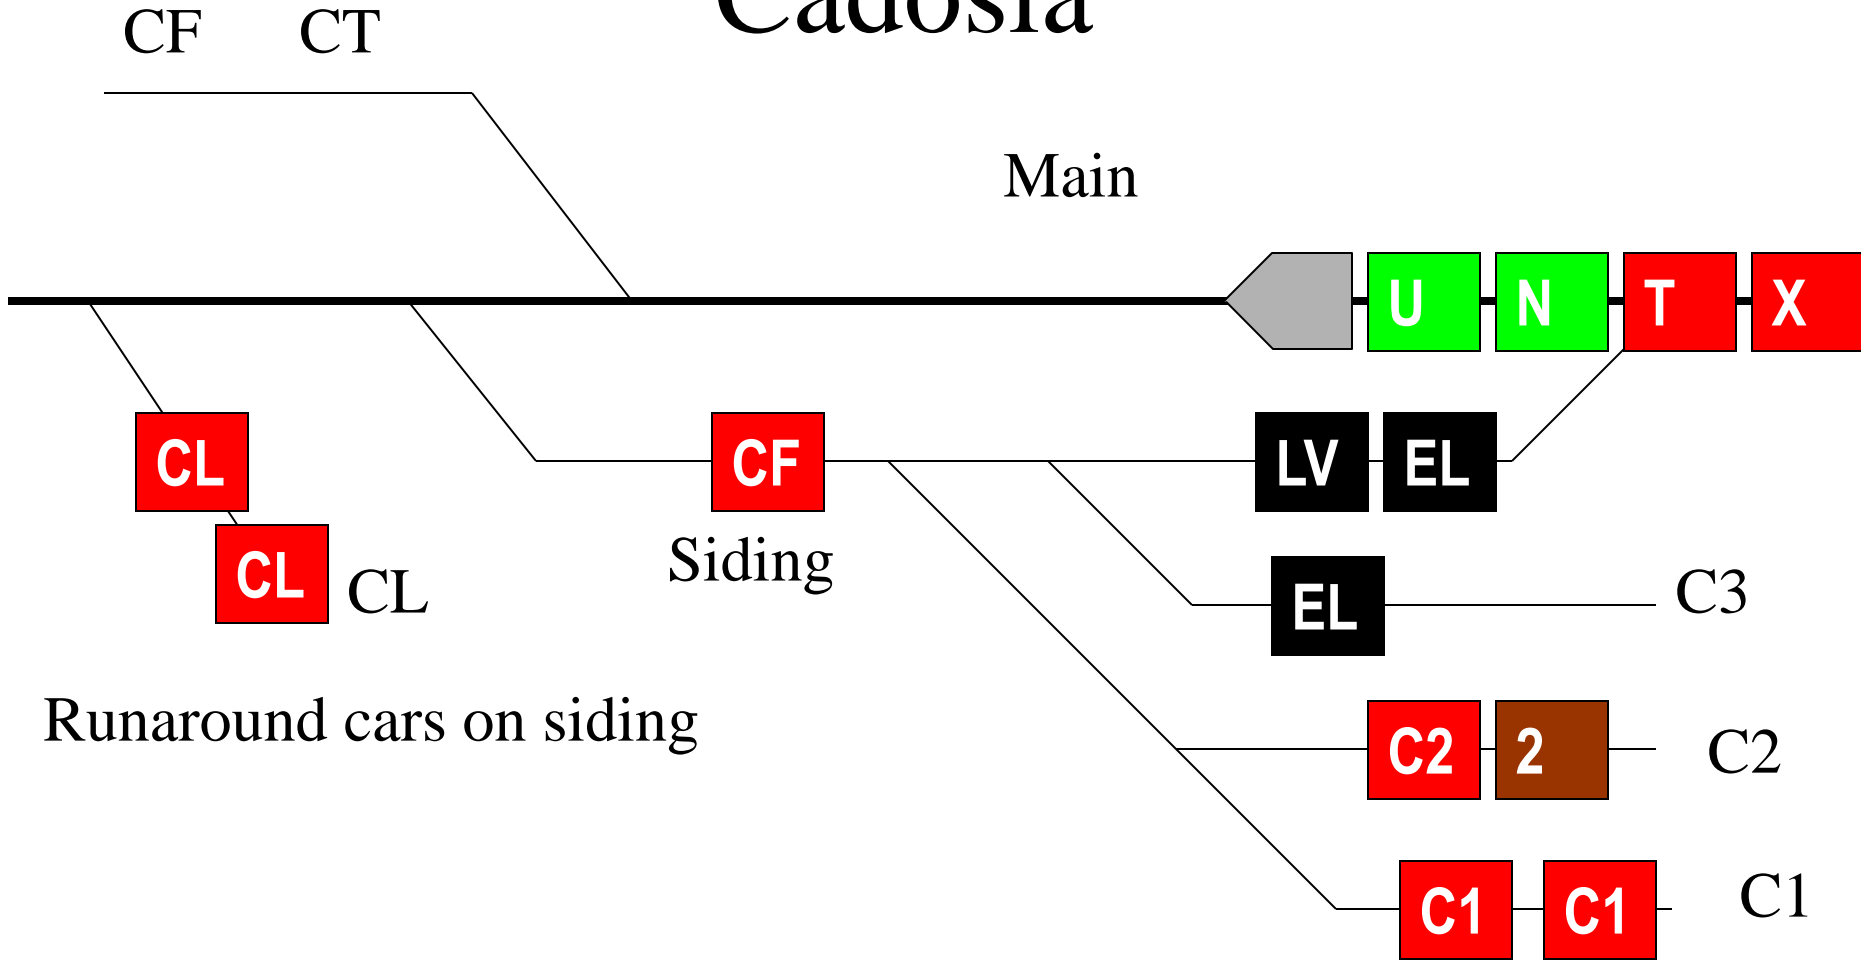 Cadosia
CF CT
Main
U N T X
CL CF LV EL
Siding
CL CL EL C3
Runaround cars on siding
C2 2 C2
C1 C1 C1